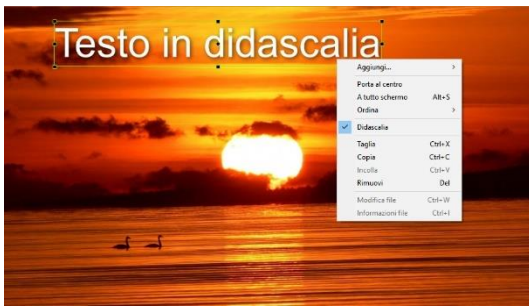 Testo in didascalia
Aggiungi...
Porta al centro
A tutto schermo Alt+S
Ordina
Didascalia
Taglia Ctrl+X
Copia Ctrl+C
Incolla Ctrl+V
Rimuovi Del
Modifica file Ctrl+W
Informazioni file Ctrl+I